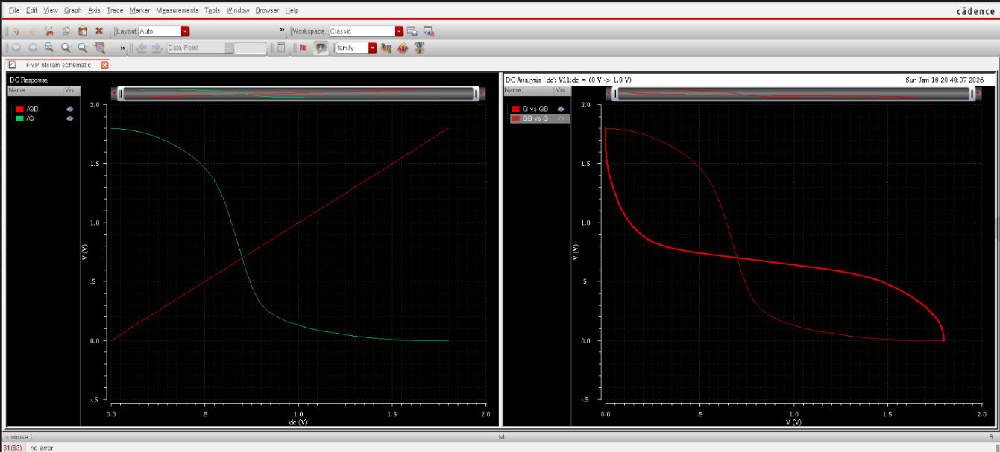 File Edit View Graph Axis Trace Marker Measurements Tools Window Browser Help
cādence
Layout: Auto
» Workspace: Classic
» Data Point
family
FVP 6tsram schematic
DC Response
Name Vis
/QB
/Q
2.0
1.5
1.0
.5
0.0
-.5
V (V)
0.0 .5 1.0 1.5 2.0
dc (V)
DC Analysis `dc': V11:dc = (0 V -> 1.8 V) Sun Jan 18 20:48:37 2026
Name Vis
Q vs QB
QB vs Q
2.0
1.5
1.0
.5
0.0
-.5
V (V)
0.0 .5 1.0 1.5 2.0
V (V)
mouse L: M: R:
31(63) no error